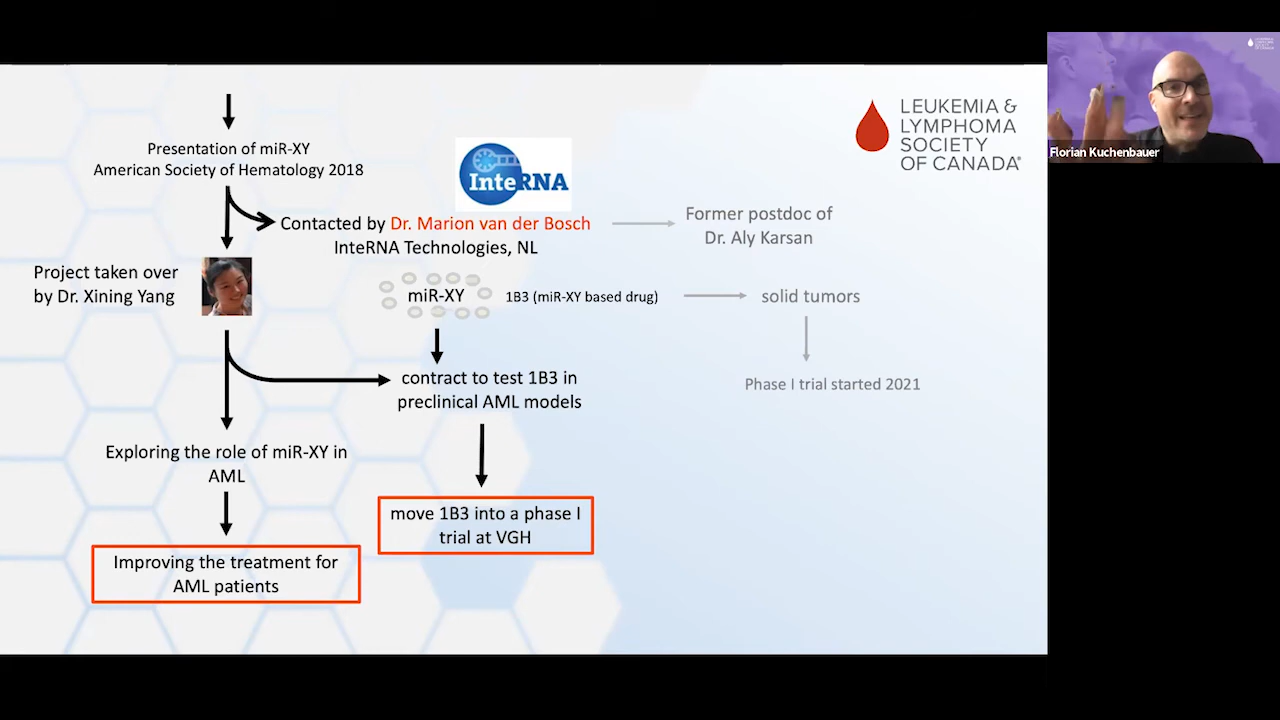 Presentation of miR-XY
American Society of Hematology 2018
InteRNA
LEUKEMIA &
LYMPHOMA
SOCIETY
OF CANADA®
Florian Kuchenbauer
Contacted by Dr. Marion van der Bosch
InteRNA Technologies, NL
Former postdoc of
Dr. Aly Karsan
Project taken over
by Dr. Xining Yang
miR-XY
1B3 (miR-XY based drug)
solid tumors
contract to test 1B3 in
preclinical AML models
Phase I trial started 2021
Exploring the role of miR-XY in
AML
move 1B3 into a phase I
trial at VGH
Improving the treatment for
AML patients